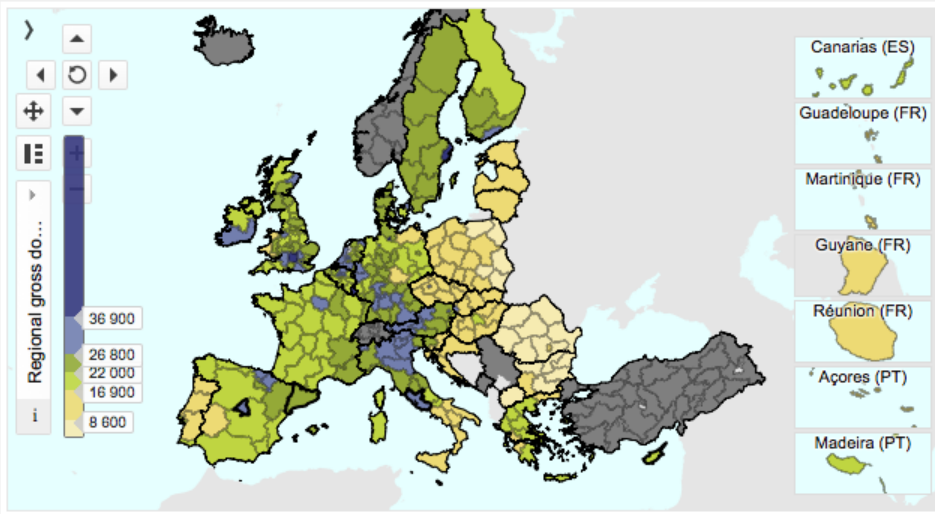 Regional gross do...
i
36 900
26 800
22 000
16 900
8 600
Canarias (ES)
Guadeloupe (FR)
Martinique (FR)
Guyane (FR)
Réunion (FR)
Açores (PT)
Madeira (PT)